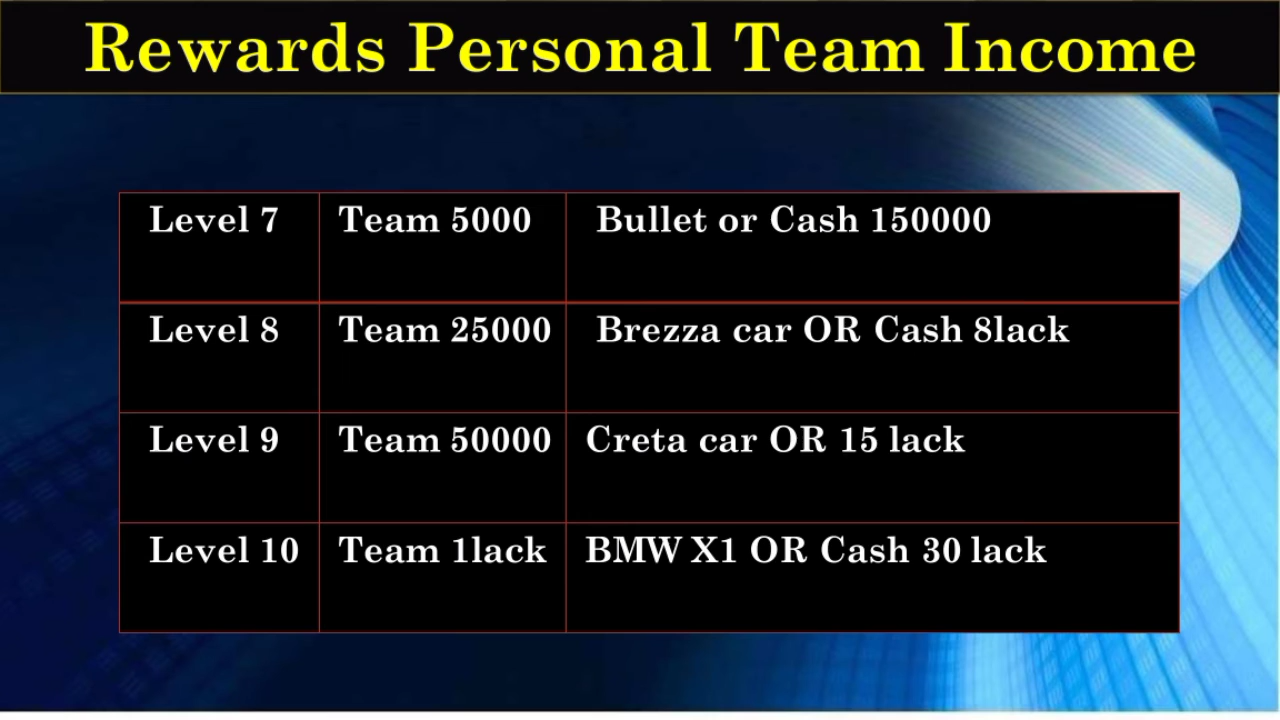 Rewards Personal Team Income
Level 7 Team 5000 Bullet or Cash 150000
Level 8 Team 25000 Brezza car OR Cash 8lack
Level 9 Team 50000 Creta car OR 15 lack
Level 10 Team 1lack BMW X1 OR Cash 30 lack